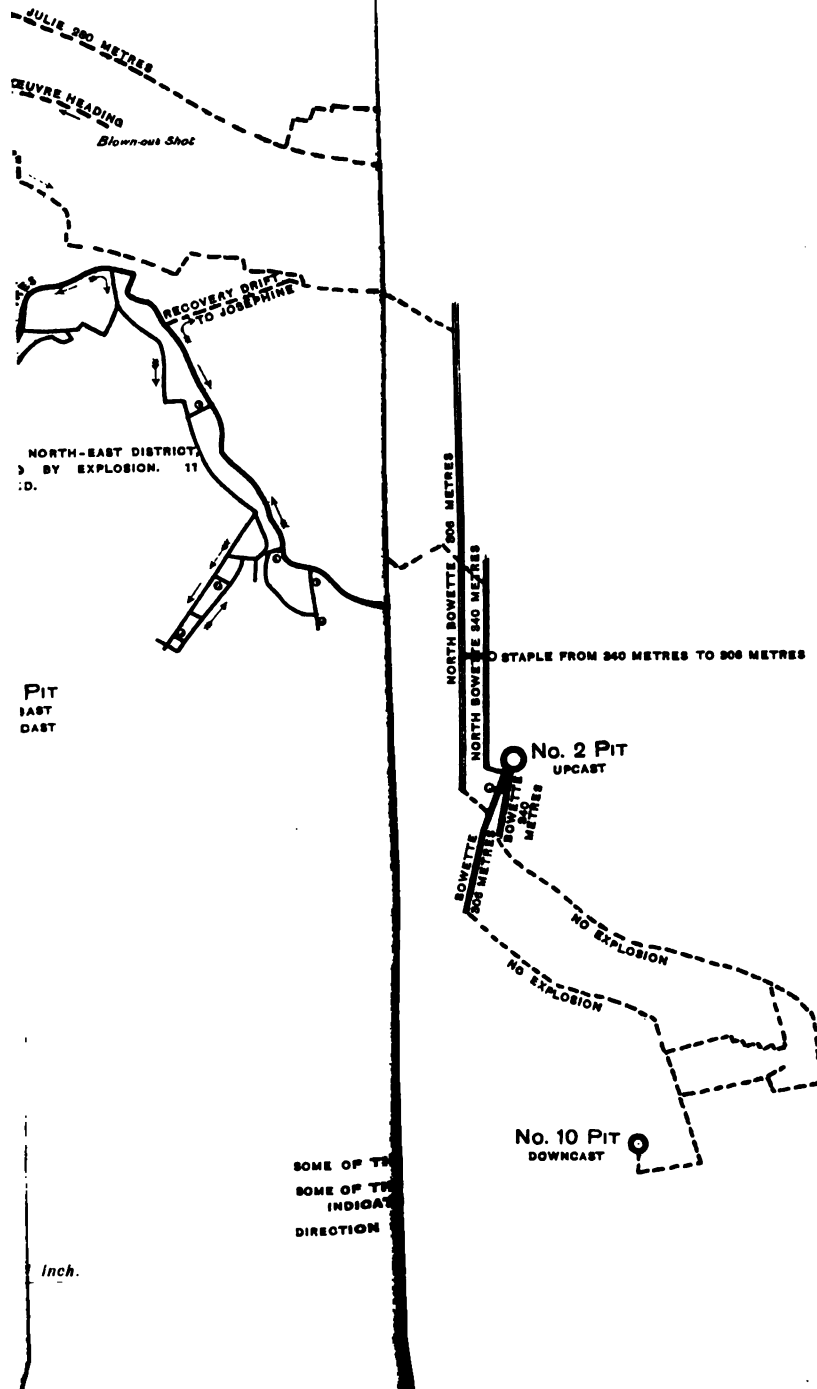 JULIE 280 METRES
ŒUVRE HEADING
Blown-out Shot
RECOVERY DRIFT
TO JOSEPHINE
NORTH-EAST DISTRICT,
BY EXPLOSION. 11
NORTH BOWETTE 306 METRES
NORTH BOWETTE 340 METRES
STAPLE FROM 340 METRES TO 306 METRES
PIT
No. 2 PIT
UPCAST
BOWETTE
340
METRES
BOWETTE
306 METRES
NO EXPLOSION
NO EXPLOSION
No. 10 PIT
DOWNCAST
SOME OF TH
SOME OF TH
INDICAT
DIRECTION
Inch.